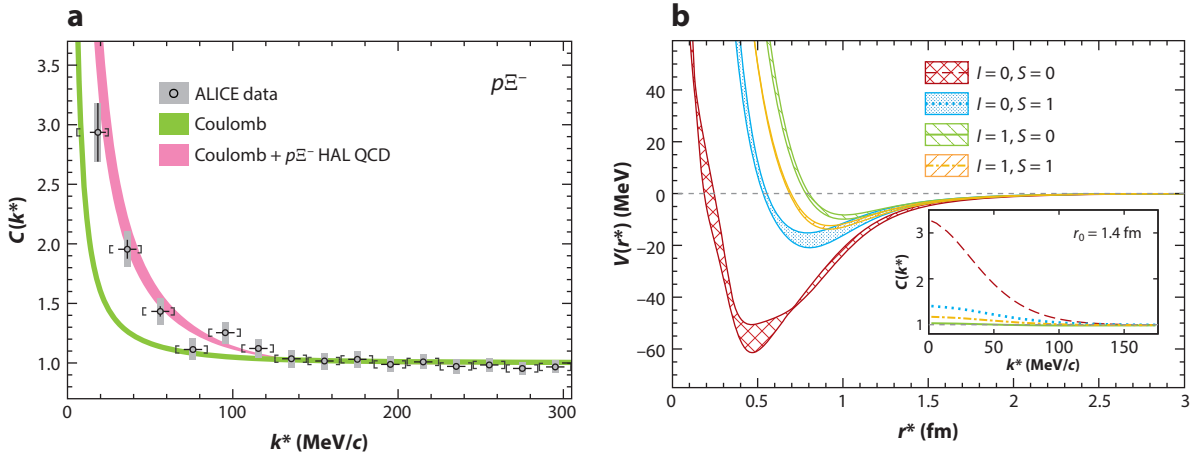 a
C(k*)
3.5
3.0
2.5
2.0
1.5
1.0
pΞ⁻
ALICE data
Coulomb
Coulomb + pΞ⁻ HAL QCD
0
100
200
300
k* (MeV/c)
b
V(r*) (MeV)
40
20
0
−20
−40
−60
I = 0, S = 0
I = 0, S = 1
I = 1, S = 0
I = 1, S = 1
C(k*)
3
2
1
r₀ = 1.4 fm
0
50
100
150
k* (MeV/c)
0
0.5
1
1.5
2
2.5
3
r* (fm)